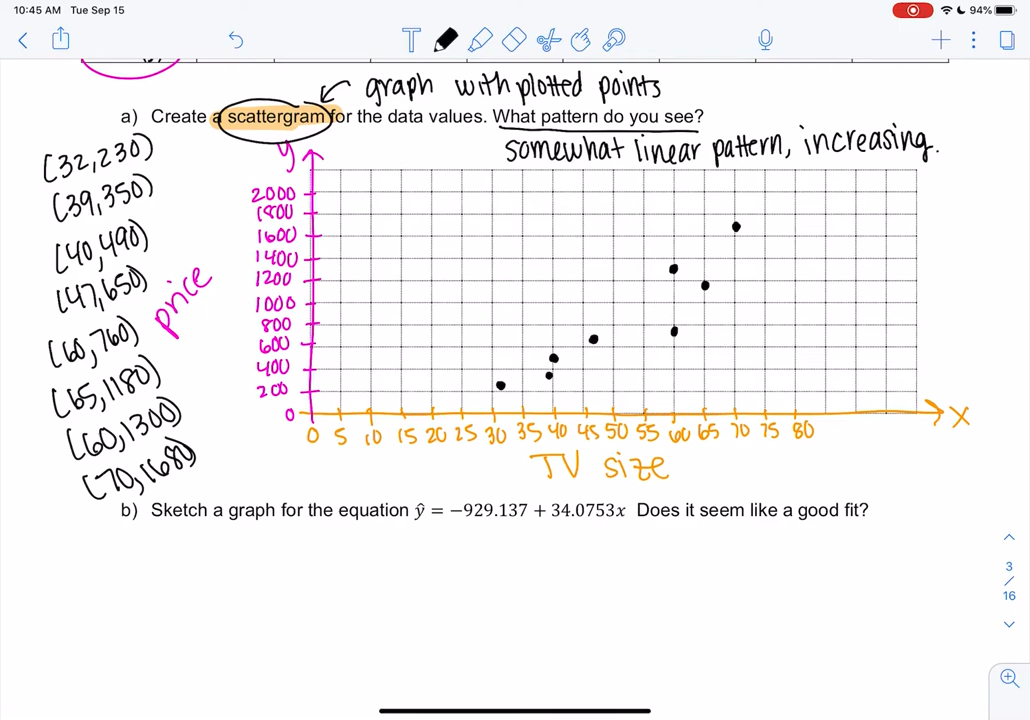 10:45 AM Tue Sep 15
94%
graph with plotted points
a) Create a scattergram for the data values. What pattern do you see?
somewhat linear pattern, increasing.
(32,230)
(39,350)
(40,490)
(47,650)
(60,760)
(65,1180)
(60,1300)
(70,1680)
price
y
2000
1800
1600
1400
1200
1000
800
600
400
200
0
0 5 10 15 20 25 30 35 40 45 50 55 60 65 70 75 80
x
TV size
b) Sketch a graph for the equation ŷ = −929.137 + 34.0753x Does it seem like a good fit?
3
/
16